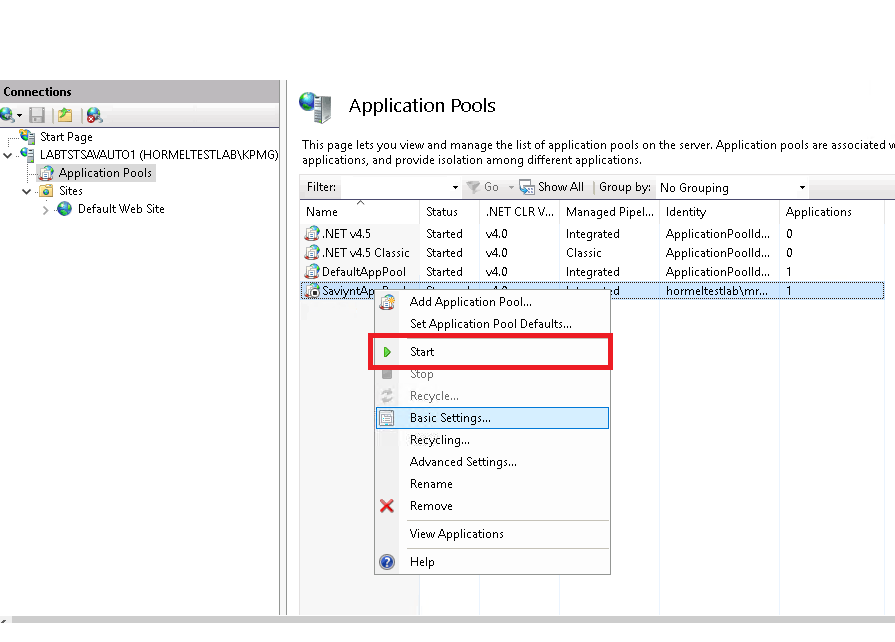 Connections
Start Page
LABTSTSAVAUTO1 (HORMELTESTLAB\KPMG)
Application Pools
Sites
Default Web Site
Application Pools
This page lets you view and manage the list of application pools on the server. Application pools are associated w
applications, and provide isolation among different applications.
Filter: Go Show All Group by: No Grouping
Name Status .NET CLR V... Managed Pipel... Identity Applications
.NET v4.5 Started v4.0 Integrated ApplicationPoolId... 0
.NET v4.5 Classic Started v4.0 Classic ApplicationPoolId... 0
DefaultAppPool Started v4.0 Integrated ApplicationPoolId... 1
hormeltestlab\mr... 1
Add Application Pool...
Set Application Pool Defaults...
Start
Stop
Recycle...
Basic Settings...
Recycling...
Advanced Settings...
Rename
Remove
View Applications
Help